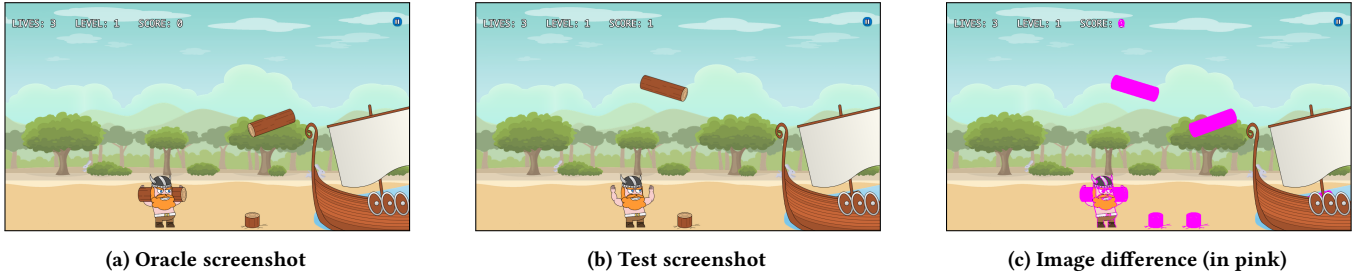 LIVES: 3 LEVEL: 1 SCORE: 0
LIVES: 3 LEVEL: 1 SCORE: 1
LIVES: 3 LEVEL: 1 SCORE:
(a) Oracle screenshot
(b) Test screenshot
(c) Image difference (in pink)